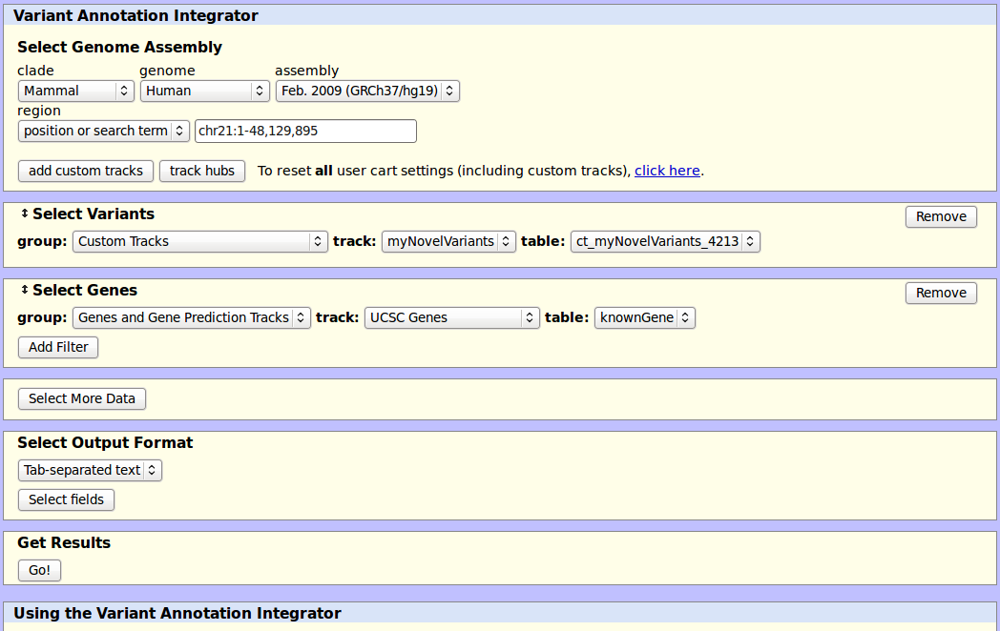 Variant Annotation Integrator
Select Genome Assembly
clade genome assembly
Mammal Human Feb. 2009 (GRCh37/hg19)
region
position or search term chr21:1-48,129,895
add custom tracks track hubs To reset all user cart settings (including custom tracks), click here.
Select Variants Remove
group: Custom Tracks track: myNovelVariants table: ct_myNovelVariants_4213
Select Genes Remove
group: Genes and Gene Prediction Tracks track: UCSC Genes table: knownGene
Add Filter
Select More Data
Select Output Format
Tab-separated text
Select fields
Get Results
Go!
Using the Variant Annotation Integrator